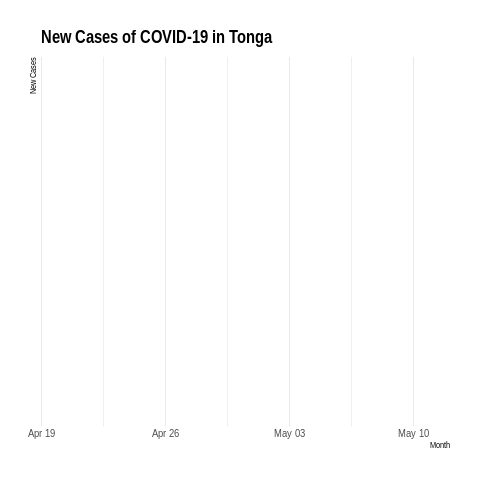 New Cases of COVID-19 in Tonga
New Cases
Apr 19
Apr 26
May 03
May 10
Month